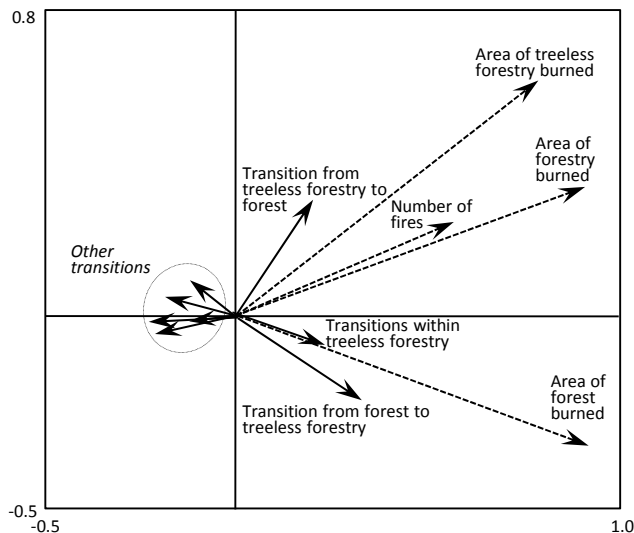 0.8
Area of treeless
forestry burned
Area of
forestry
burned
Transition from
treeless forestry to
forest
Number of
fires
Other
transitions
Transitions within
treeless forestry
Area of
forest
burned
Transition from forest to
treeless forestry
-0.5
-0.5
1.0